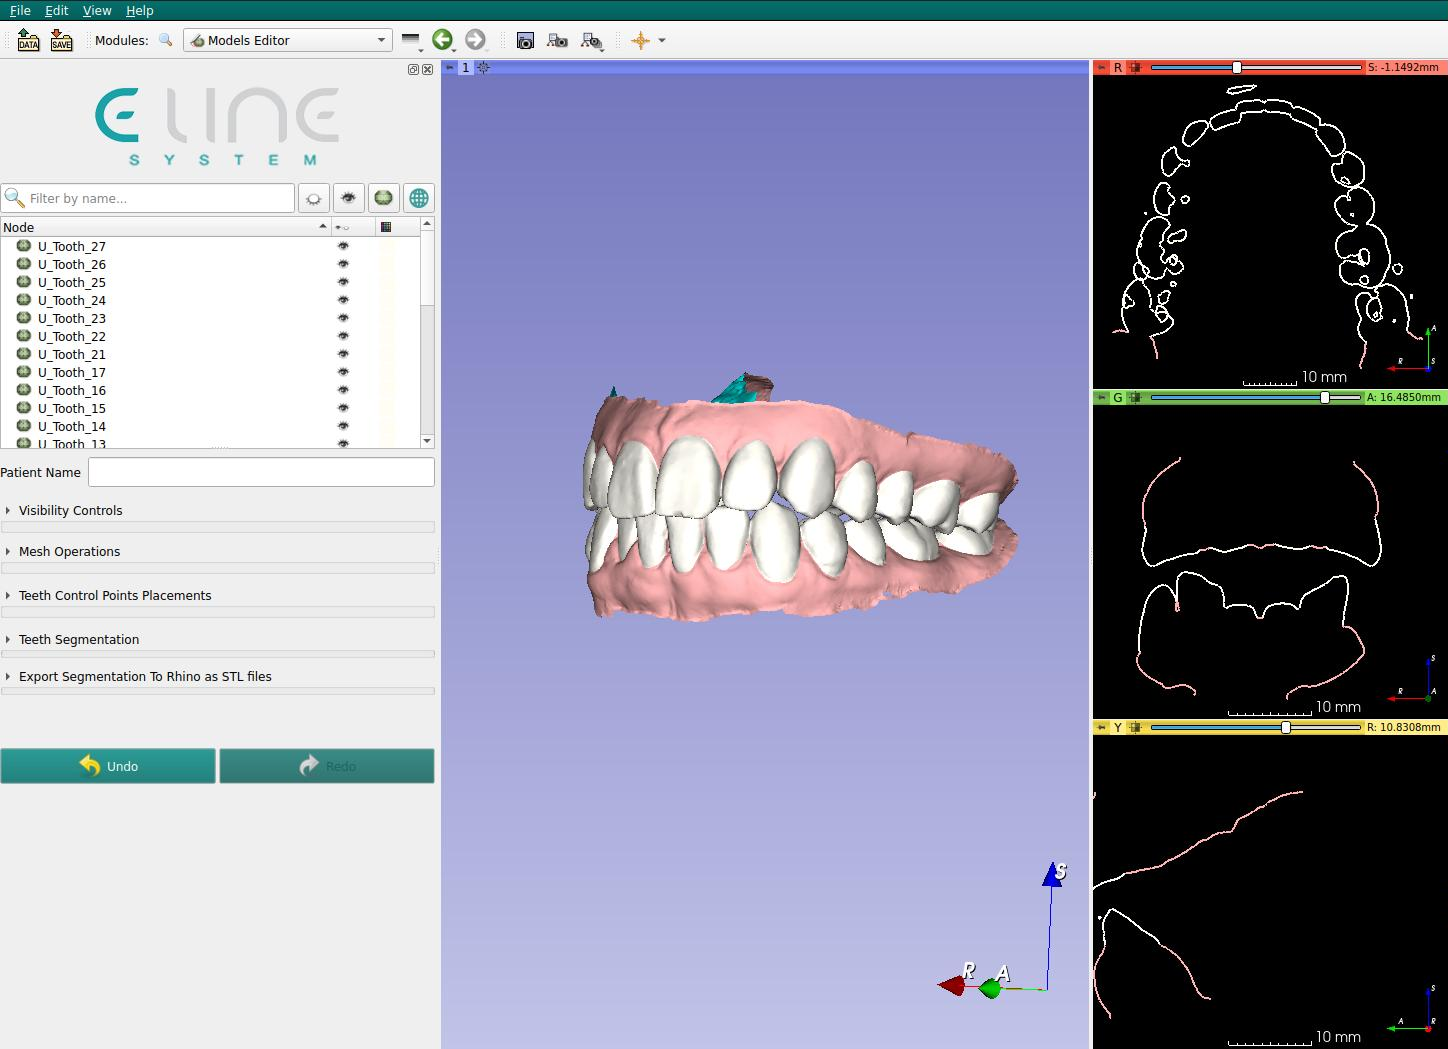 File Edit View Help
DATA SAVE Modules: Models Editor
1
R S: -1.1492mm
E LINE
SYSTEM
Filter by name...
Node
U_Tooth_27
U_Tooth_26
U_Tooth_25
U_Tooth_24
U_Tooth_23
U_Tooth_22
U_Tooth_21
U_Tooth_17
U_Tooth_16
U_Tooth_15
U_Tooth_14
U_Tooth_13
Patient Name
Visibility Controls
Mesh Operations
Teeth Control Points Placements
Teeth Segmentation
Export Segmentation To Rhino as STL files
Undo Redo
S
R A
A
R S
10 mm
G A: 16.4850mm
S
R A
10 mm
Y R: 10.8308mm
S
A R
10 mm